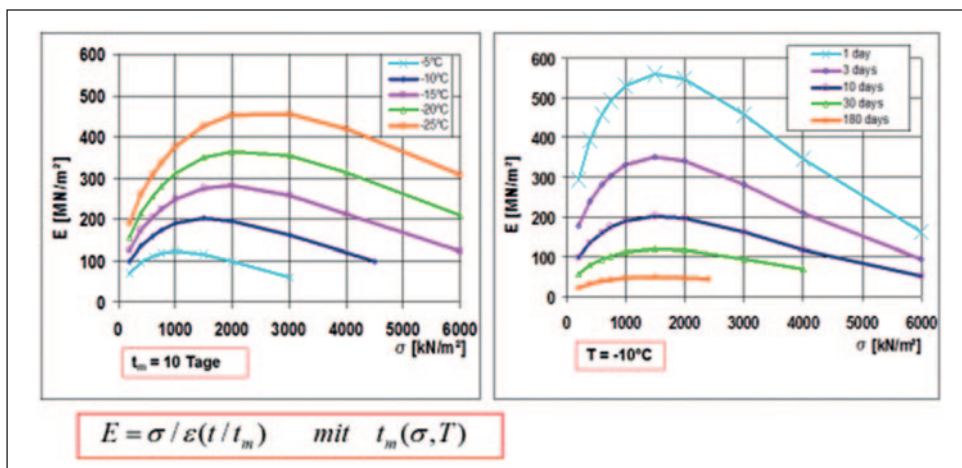 E [MN/m²]
600
500
400
300
200
100
0
-5°C
-10°C
-15°C
-20°C
-25°C
0 1000 2000 3000 4000 5000 6000
σ [kN/m²]
tm = 10 Tage
E [MN/m²]
600
500
400
300
200
100
0
1 day
3 days
10 days
30 days
180 days
0 1000 2000 3000 4000 5000 6000
σ [kN/m²]
T = -10°C
E = σ / ε(t / tm) mit tm(σ,T)